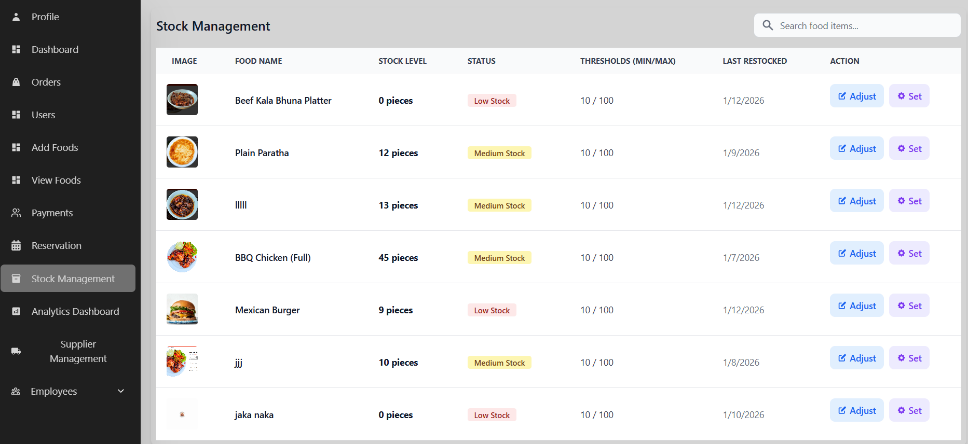 Profile
Dashboard
Orders
Users
Add Foods
View Foods
Payments
Reservation
Stock Management
Analytics Dashboard
Supplier
Management
Employees
Stock Management
Search food items...
IMAGE FOOD NAME STOCK LEVEL STATUS THRESHOLDS (MIN/MAX) LAST RESTOCKED ACTION
Beef Kala Bhuna Platter 0 pieces Low Stock 10 / 100 1/12/2026 Adjust Set
Plain Paratha 12 pieces Medium Stock 10 / 100 1/9/2026 Adjust Set
lllll 13 pieces Medium Stock 10 / 100 1/12/2026 Adjust Set
BBQ Chicken (Full) 45 pieces Medium Stock 10 / 100 1/7/2026 Adjust Set
Mexican Burger 9 pieces Low Stock 10 / 100 1/12/2026 Adjust Set
jjj 10 pieces Medium Stock 10 / 100 1/8/2026 Adjust Set
jaka naka 0 pieces Low Stock 10 / 100 1/10/2026 Adjust Set